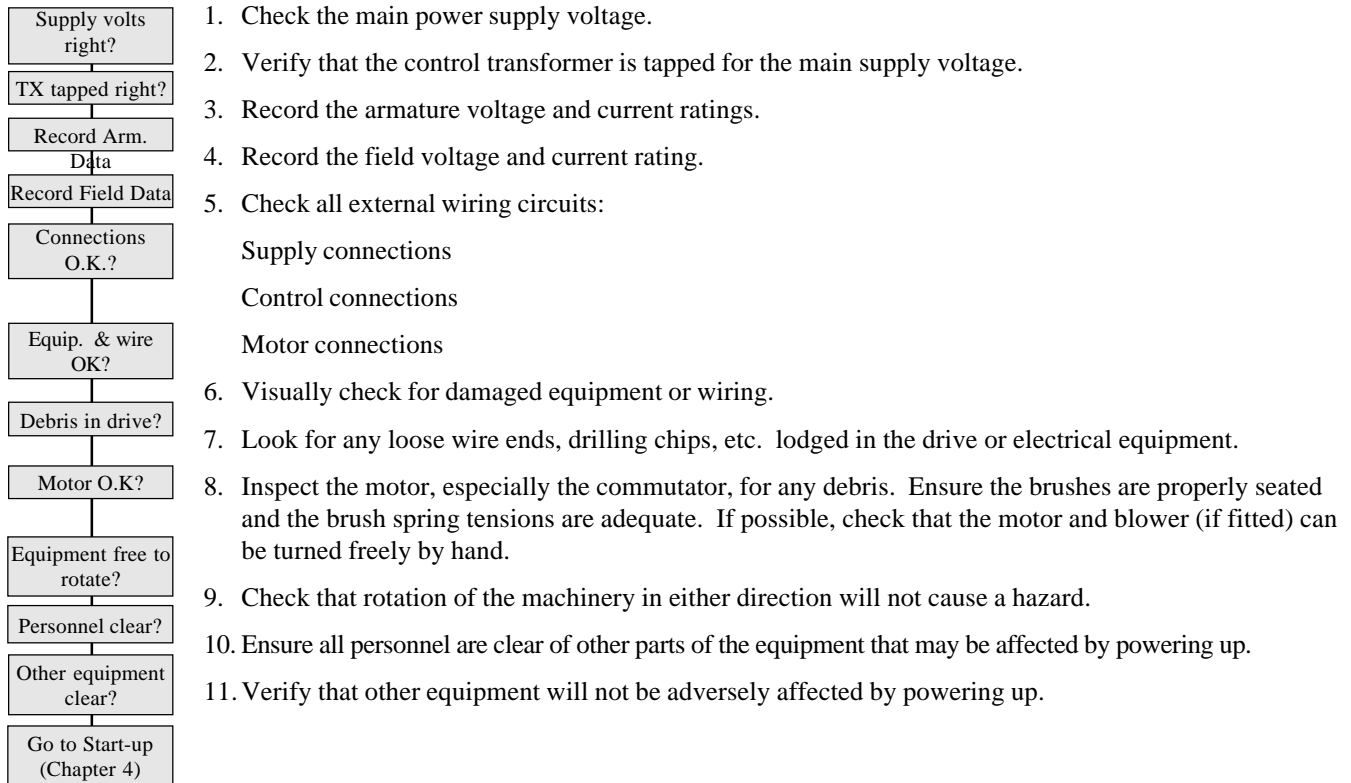 Supply volts
right?
TX tapped right?
Record Arm.
Data
Record Field Data
Connections
O.K.?
Equip. & wire
OK?
Debris in drive?
Motor O.K?
Equipment free to
rotate?
Personnel clear?
Other equipment
clear?
Go to Start-up
(Chapter 4)
1. Check the main power supply voltage.
2. Verify that the control transformer is tapped for the main supply voltage.
3. Record the armature voltage and current ratings.
4. Record the field voltage and current rating.
5. Check all external wiring circuits:
Supply connections
Control connections
Motor connections
6. Visually check for damaged equipment or wiring.
7. Look for any loose wire ends, drilling chips, etc. lodged in the drive or electrical equipment.
8. Inspect the motor, especially the commutator, for any debris. Ensure the brushes are properly seated
and the brush spring tensions are adequate. If possible, check that the motor and blower (if fitted) can
be turned freely by hand.
9. Check that rotation of the machinery in either direction will not cause a hazard.
10. Ensure all personnel are clear of other parts of the equipment that may be affected by powering up.
11. Verify that other equipment will not be adversely affected by powering up.